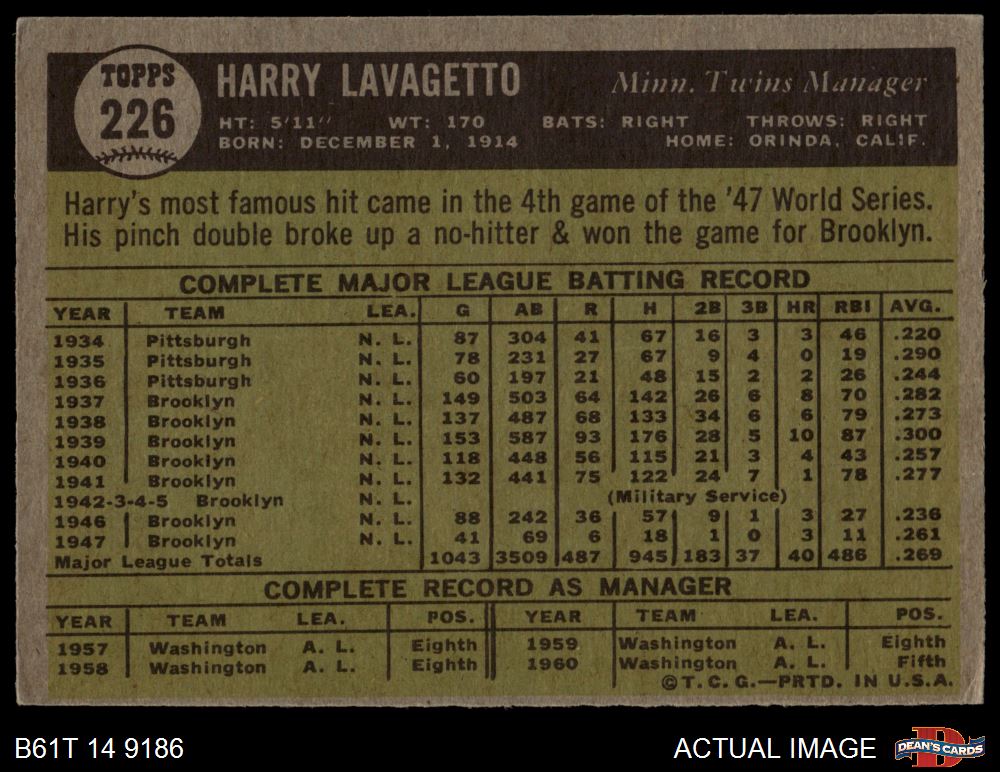 TOPPS
226
HARRY LAVAGETTO
Minn. Twins Manager
HT: 5'11" WT: 170 BATS: RIGHT THROWS: RIGHT
BORN: DECEMBER 1, 1914 HOME: ORINDA, CALIF.
Harry's most famous hit came in the 4th game of the '47 World Series.
His pinch double broke up a no-hitter & won the game for Brooklyn.
COMPLETE MAJOR LEAGUE BATTING RECORD
YEAR TEAM LEA. G AB R H 2B 3B HR RBI AVG.
1934 Pittsburgh N. L. 87 304 41 67 16 3 3 46 .220
1935 Pittsburgh N. L. 78 231 27 67 9 4 0 19 .290
1936 Pittsburgh N. L. 60 197 21 48 15 2 2 26 .244
1937 Brooklyn N. L. 149 503 64 142 26 6 8 70 .282
1938 Brooklyn N. L. 137 487 68 133 34 6 6 79 .273
1939 Brooklyn N. L. 153 587 93 176 28 5 10 87 .300
1940 Brooklyn N. L. 118 448 56 115 21 3 4 43 .257
1941 Brooklyn N. L. 132 441 75 122 24 7 1 78 .277
1942-3-4-5 Brooklyn N. L. (Military Service)
1946 Brooklyn N. L. 88 242 36 57 9 1 3 27 .236
1947 Brooklyn N. L. 41 69 6 18 1 0 3 11 .261
Major League Totals 1043 3509 487 945 183 37 40 486 .269
COMPLETE RECORD AS MANAGER
YEAR TEAM LEA. POS. YEAR TEAM LEA. POS.
1957 Washington A. L. Eighth 1959 Washington A. L. Eighth
1958 Washington A. L. Eighth 1960 Washington A. L. Fifth
©T. C. G.—PRTD. IN U.S.A.
B61T 14 9186 ACTUAL IMAGE
D DEAN'S CARDS